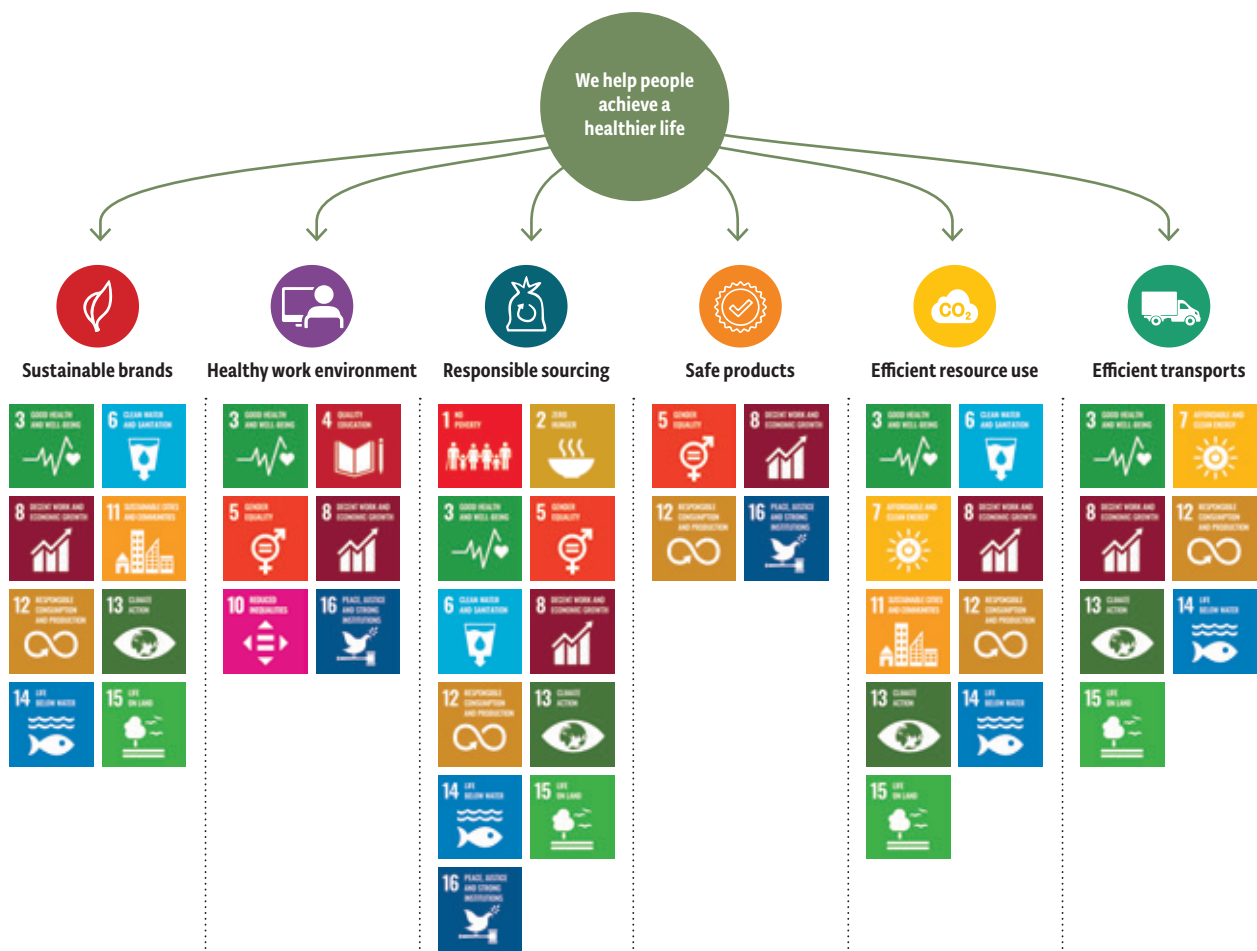 We help people
achieve a
healthier life
CO₂
Sustainable brands
3 GOOD HEALTH
AND WELL-BEING
6 CLEAN WATER
AND SANITATION
8 DECENT WORK AND
ECONOMIC GROWTH
11 SUSTAINABLE CITIES
AND COMMUNITIES
12 RESPONSIBLE
CONSUMPTION
AND PRODUCTION
13 CLIMATE
ACTION
14 LIFE
BELOW WATER
15 LIFE
ON LAND
Healthy work environment
3 GOOD HEALTH
AND WELL-BEING
4 QUALITY
EDUCATION
5 GENDER
EQUALITY
8 DECENT WORK AND
ECONOMIC GROWTH
10 REDUCED
INEQUALITIES
16 PEACE, JUSTICE
AND STRONG
INSTITUTIONS
Responsible sourcing
1 NO
POVERTY
2 ZERO
HUNGER
3 GOOD HEALTH
AND WELL-BEING
5 GENDER
EQUALITY
6 CLEAN WATER
AND SANITATION
8 DECENT WORK AND
ECONOMIC GROWTH
12 RESPONSIBLE
CONSUMPTION
AND PRODUCTION
13 CLIMATE
ACTION
14 LIFE
BELOW WATER
15 LIFE
ON LAND
16 PEACE, JUSTICE
AND STRONG
INSTITUTIONS
Safe products
5 GENDER
EQUALITY
8 DECENT WORK AND
ECONOMIC GROWTH
12 RESPONSIBLE
CONSUMPTION
AND PRODUCTION
16 PEACE, JUSTICE
AND STRONG
INSTITUTIONS
Efficient resource use
3 GOOD HEALTH
AND WELL-BEING
6 CLEAN WATER
AND SANITATION
7 AFFORDABLE AND
CLEAN ENERGY
8 DECENT WORK AND
ECONOMIC GROWTH
11 SUSTAINABLE CITIES
AND COMMUNITIES
12 RESPONSIBLE
CONSUMPTION
AND PRODUCTION
13 CLIMATE
ACTION
14 LIFE
BELOW WATER
15 LIFE
ON LAND
Efficient transports
3 GOOD HEALTH
AND WELL-BEING
7 AFFORDABLE AND
CLEAN ENERGY
8 DECENT WORK AND
ECONOMIC GROWTH
12 RESPONSIBLE
CONSUMPTION
AND PRODUCTION
13 CLIMATE
ACTION
14 LIFE
BELOW WATER
15 LIFE
ON LAND